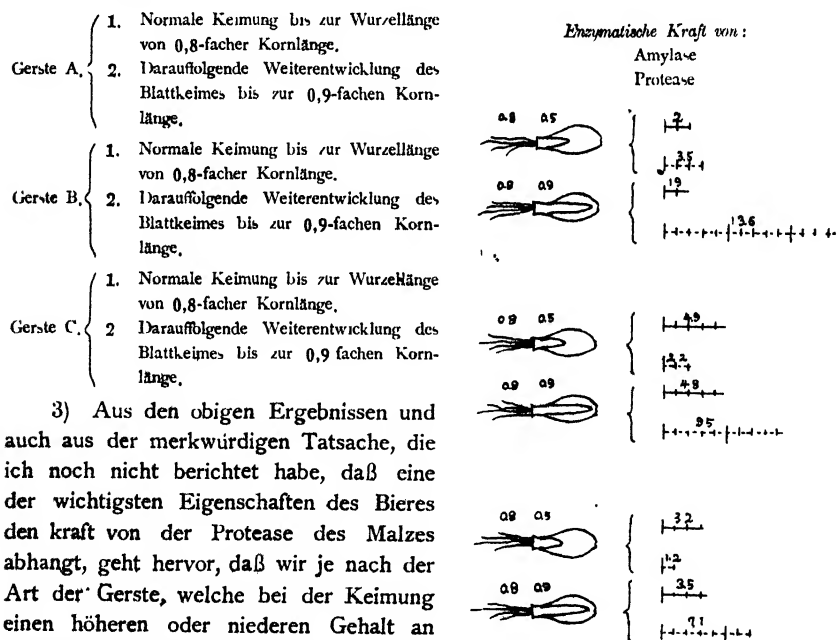 1. Normale Keimung bis zur Wurzellänge
von 0,8-facher Kornlänge.
Gerste A. 2. Darauffolgende Weiterentwicklung des
Blattkeimes bis zur 0,9-fachen Korn-
länge.
1. Normale Keimung bis zur Wurzellänge
von 0,8-facher Kornlänge.
Gerste B. 2. Darauffolgende Weiterentwicklung des
Blattkeimes bis zur 0,9-fachen Korn-
länge.
1. Normale Keimung bis zur Wurzellänge
von 0,8-facher Kornlänge.
Gerste C. 2 Darauffolgende Weiterentwicklung des
Blattkeimes bis zur 0,9 fachen Korn-
länge.
3) Aus den obigen Ergebnissen und
auch aus der merkwürdigen Tatsache, die
ich noch nicht berichtet habe, daß eine
der wichtigsten Eigenschaften des Bieres
den kraft von der Protease des Malzes
abhangt, geht hervor, daß wir je nach der
Art der Gerste, welche bei der Keimung
einen höheren oder niederen Gehalt an
Enzymatische Kraft von :
Amylase
Protease
0.8 0.5 2
3.5
0.8 0.9 1.9
13.6
0.8 0.5 4.9
2.2
0.8 0.9 4.8
9.5
0.8 0.5 3.2
1.2
0.8 0.9 3.5
7.1